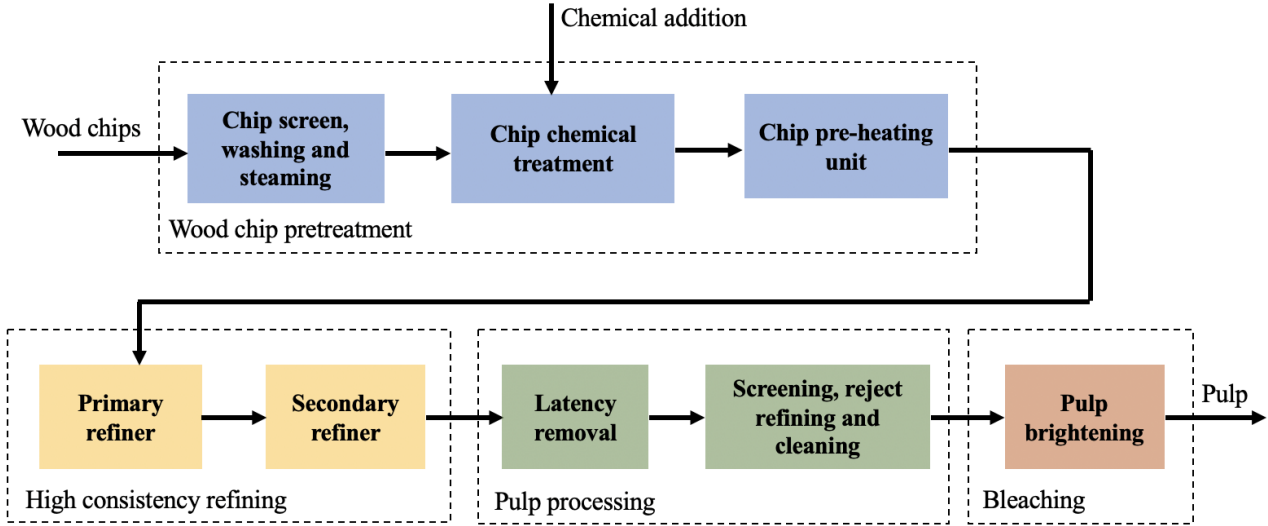 Chemical addition
Wood chips
Chip screen,
washing and
steaming
Chip chemical
treatment
Chip pre-heating
unit
Wood chip pretreatment
Primary
refiner
Secondary
refiner
High consistency refining
Latency
removal
Screening, reject
refining and
cleaning
Pulp processing
Pulp
brightening
Bleaching
Pulp